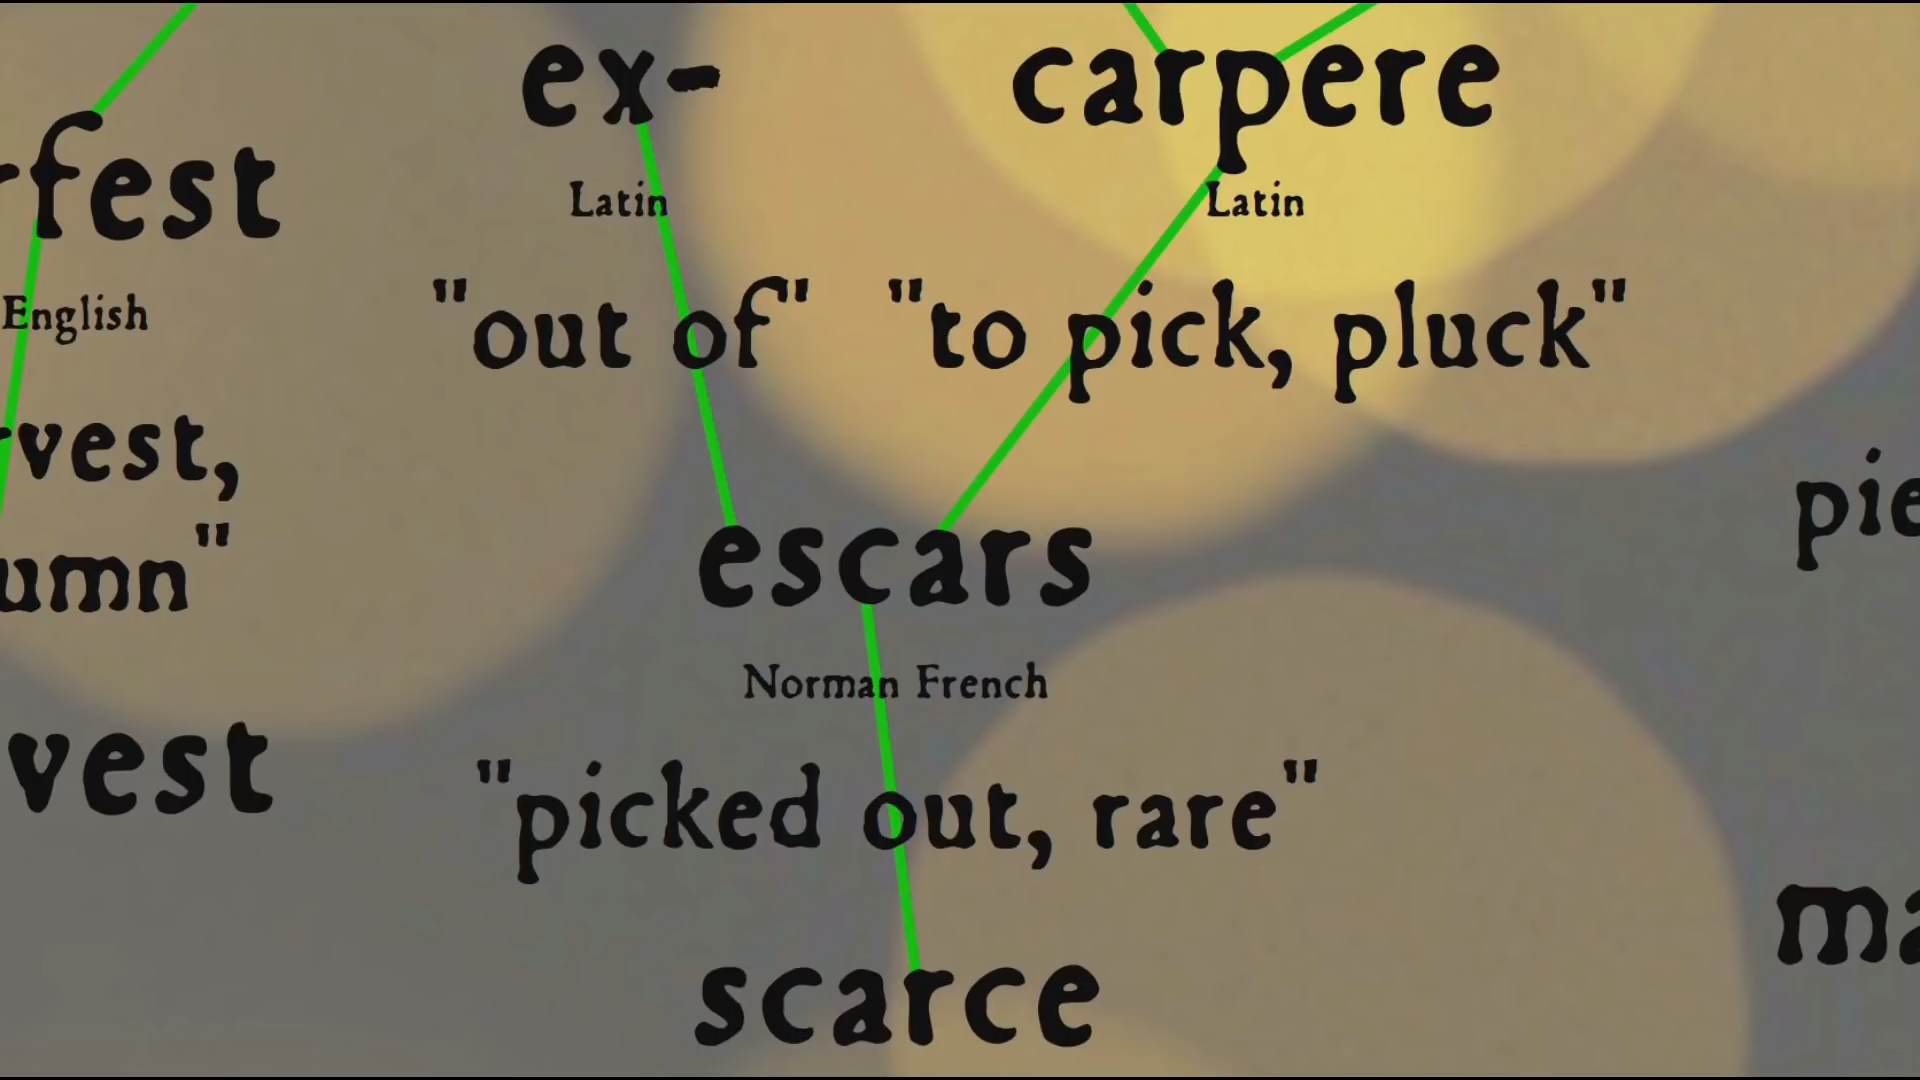 ex-
carpere
rfest
Latin
Latin
English
"out of"
"to pick, pluck"
rvest,
umn"
escars
pie
Norman French
vest
"picked out, rare"
ma
scarce